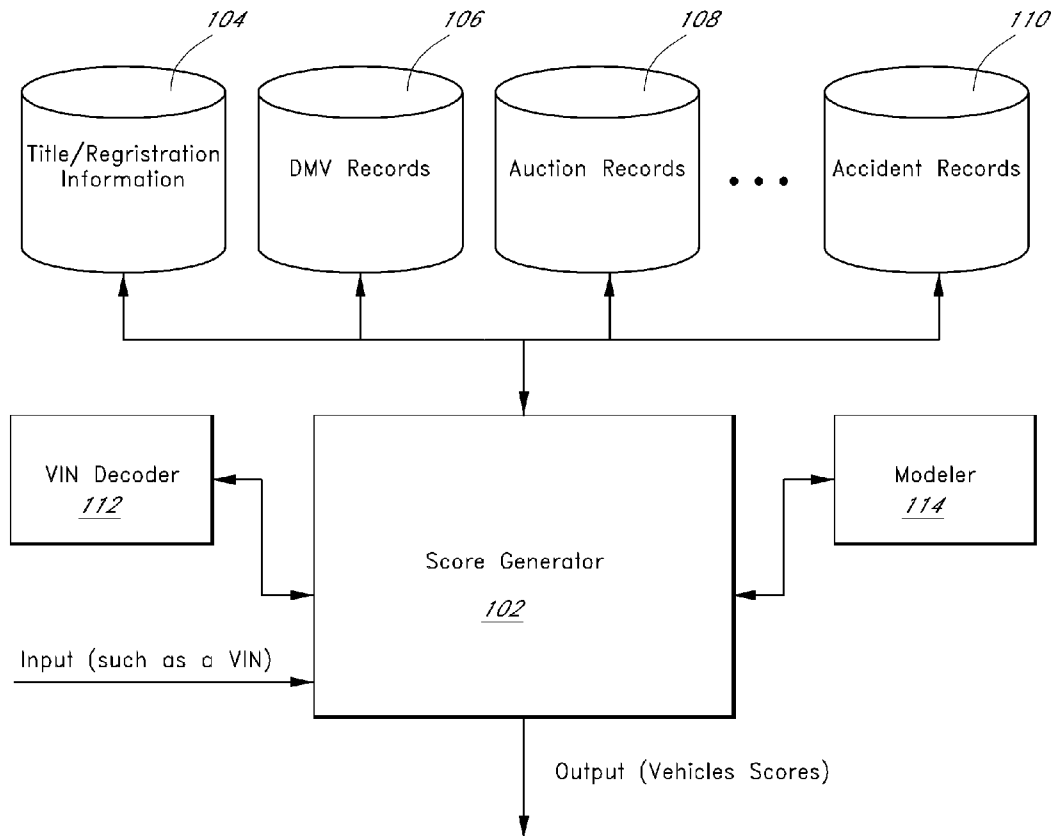 104
106
108
110
Title/Regristration
Information
DMV Records
Auction Records
Accident Records
VIN Decoder
112
Modeler
114
Score Generator
102
Input (such as a VIN)
Output (Vehicles Scores)